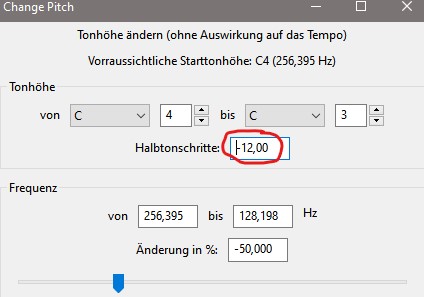 Change Pitch
Tonhöhe ändern (ohne Auswirkung auf das Tempo)
Vorraussichtliche Starttonhöhe: C4 (256,395 Hz)
Tonhöhe
von C 4 bis C 3
Halbtonschritte: -12,00
Frequenz
von 256,395 bis 128,198 Hz
Änderung in %: -50,000